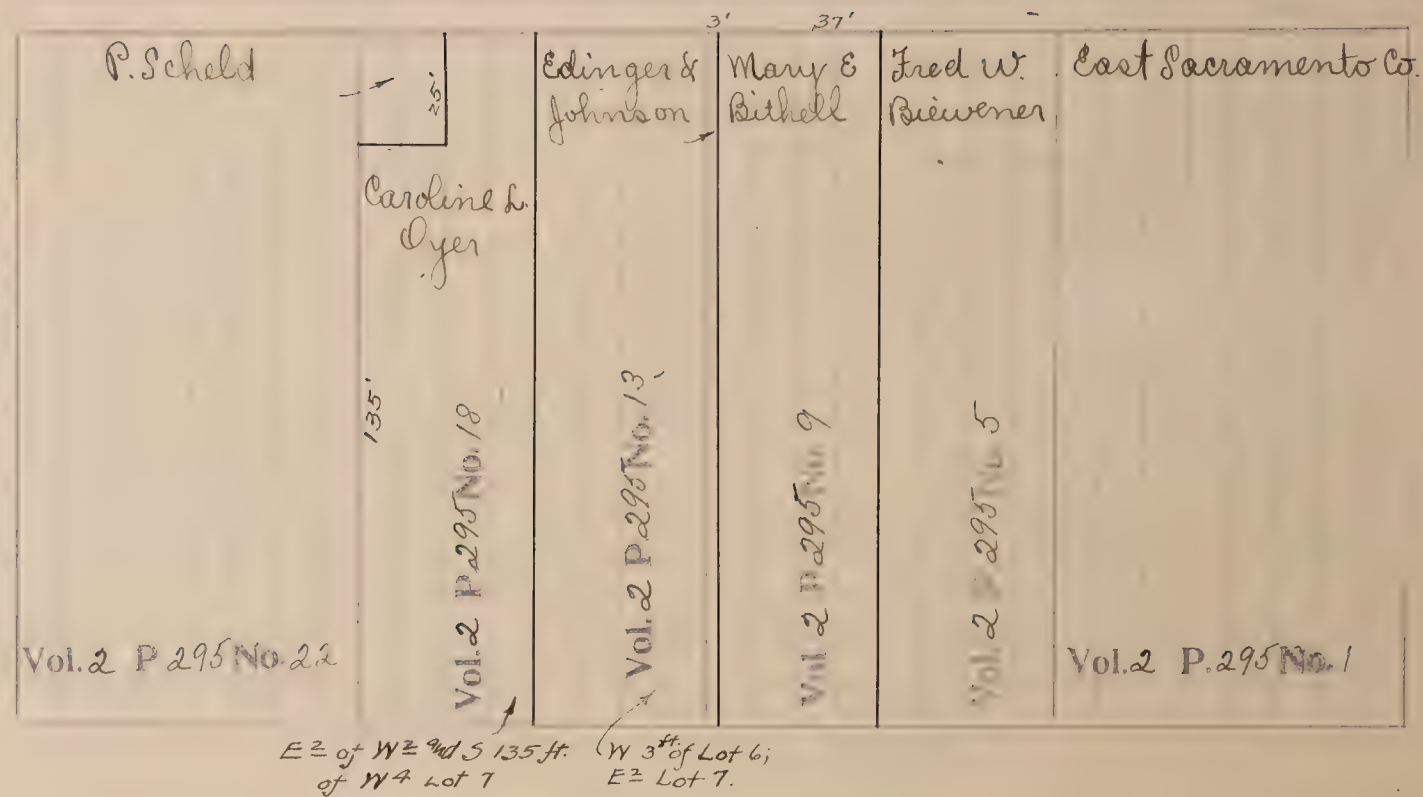 3' 37'
P. Scheld
25'
Caroline L.
Oyer
Edinger &
Johnson
Mary E
Bithell
Fred W.
Biewener
East Sacramento Co.
135'
Vol. 2 P 295 No. 22
Vol. 2 P 295 No. 18
Vol. 2 P 295 No. 13
Vol. 2 P 295 No. 9
Vol. 2 P 295 No. 5
Vol. 2 P. 295 No. 1
E 2 of W 2 and S 135 ft.
of W 4 Lot 7
W 3 ft. of Lot 6;
E 2 Lot 7.